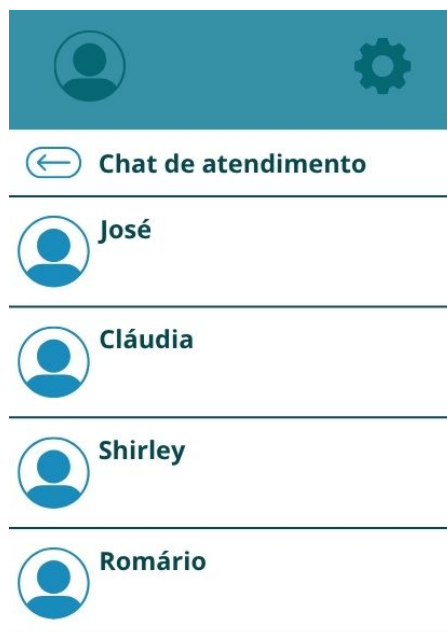 Chat de atendimento
José
Cláudia
Shirley
Romário